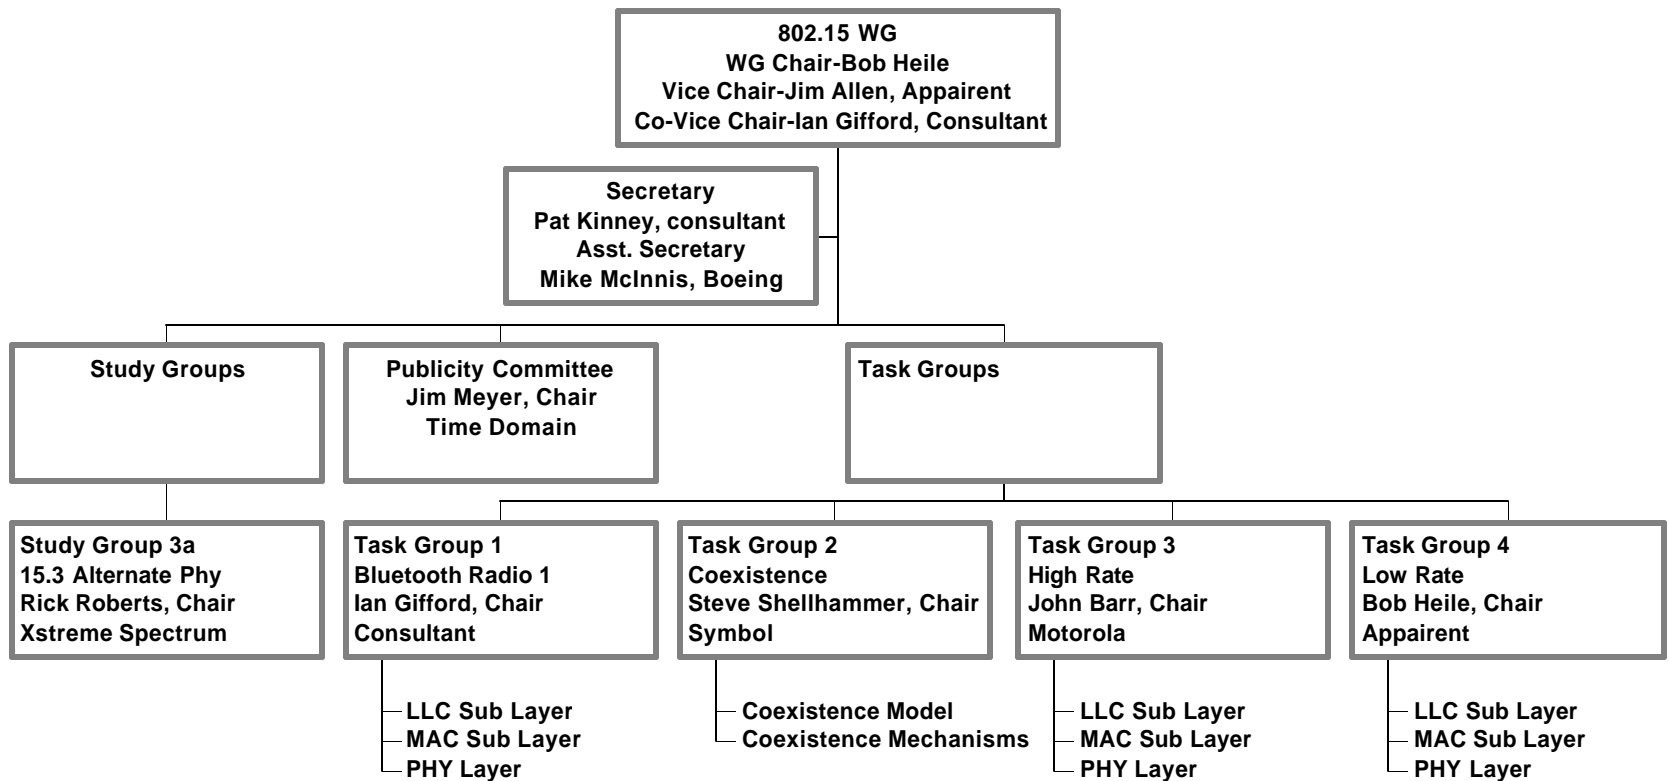 802.15 WG
WG Chair-Bob Heile
Vice Chair-Jim Allen, Appairent
Co-Vice Chair-Ian Gifford, Consultant
Secretary
Pat Kinney, consultant
Asst. Secretary
Mike McInnis, Boeing
Study Groups
Publicity Committee
Jim Meyer, Chair
Time Domain
Task Groups
Study Group 3a
15.3 Alternate Phy
Rick Roberts, Chair
Xstreme Spectrum
Task Group 1
Bluetooth Radio 1
Ian Gifford, Chair
Consultant
LLC Sub Layer
MAC Sub Layer
PHY Layer
Task Group 2
Coexistence
Steve Shellhammer, Chair
Symbol
Coexistence Model
Coexistence Mechanisms
Task Group 3
High Rate
John Barr, Chair
Motorola
LLC Sub Layer
MAC Sub Layer
PHY Layer
Task Group 4
Low Rate
Bob Heile, Chair
Appairent
LLC Sub Layer
MAC Sub Layer
PHY Layer